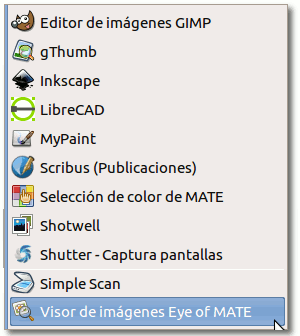 Editor de imágenes GIMP
gThumb
Inkscape
LibreCAD
MyPaint
Scribus (Publicaciones)
Selección de color de MATE
Shotwell
Shutter - Captura pantallas
Simple Scan
Visor de imágenes Eye of MATE